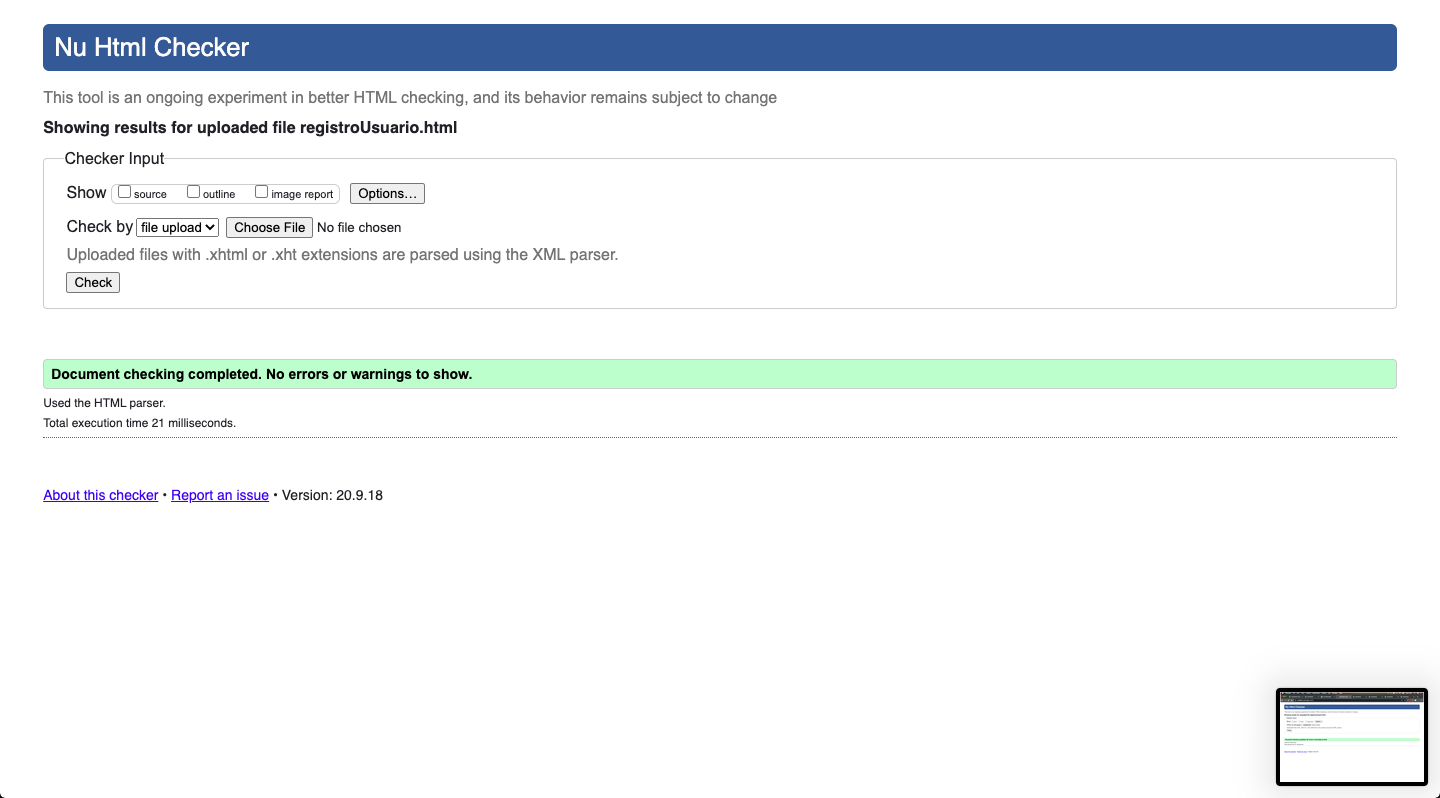 Nu Html Checker
This tool is an ongoing experiment in better HTML checking, and its behavior remains subject to change
Showing results for uploaded file registroUsuario.html
Checker Input
Show source outline image report Options…
Check by file upload Choose File No file chosen
Uploaded files with .xhtml or .xht extensions are parsed using the XML parser.
Check
Document checking completed. No errors or warnings to show.
Used the HTML parser.
Total execution time 21 milliseconds.
About this checker • Report an issue • Version: 20.9.18